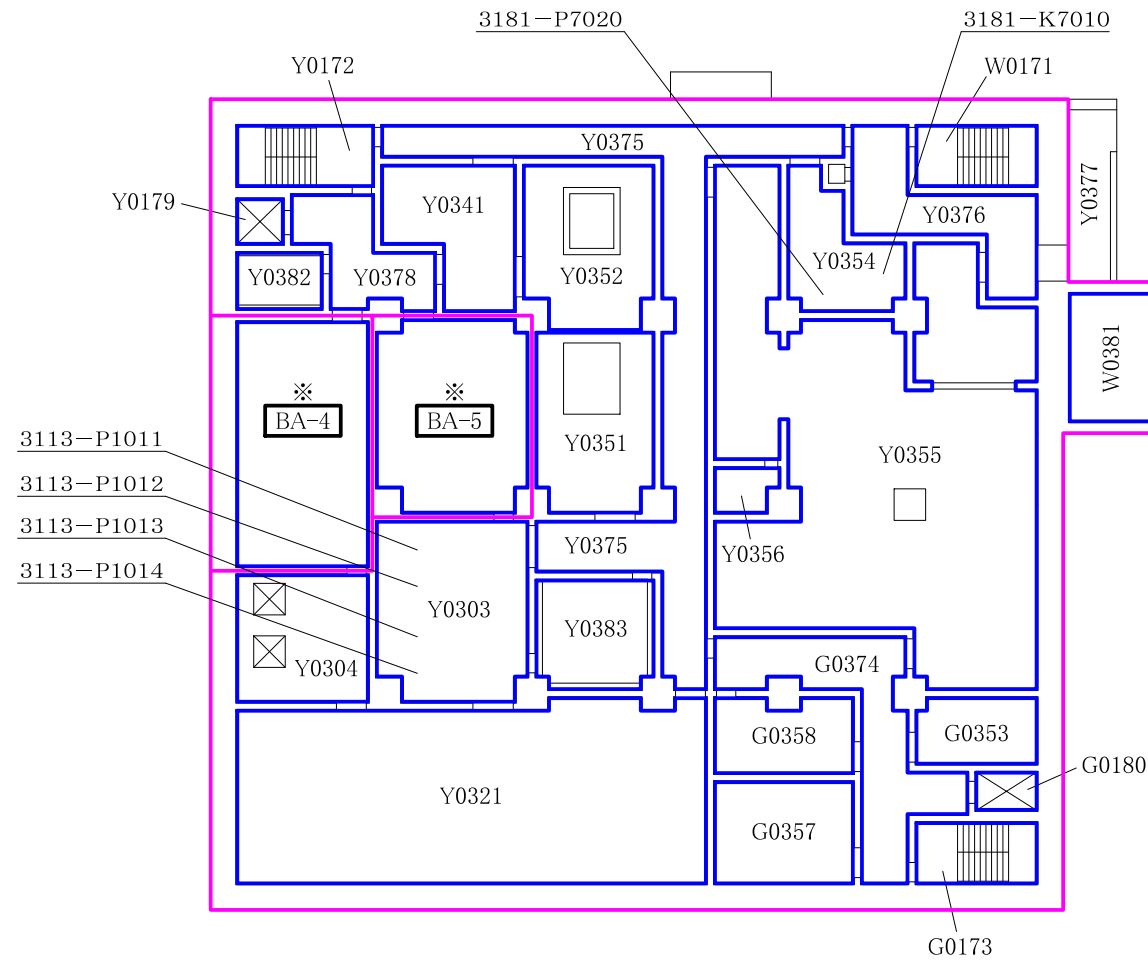 3181-P7020
3181-K7010
Y0172
W0171
Y0375
Y0377
Y0179
Y0341
Y0376
Y0382
Y0378
Y0352
Y0354
W0381
※
BA-4
※
BA-5
3113-P1011
Y0351
Y0355
3113-P1012
3113-P1013
Y0375
Y0356
3113-P1014
Y0303
Y0383
Y0304
G0374
G0358
G0353
G0180
Y0321
G0357
G0173